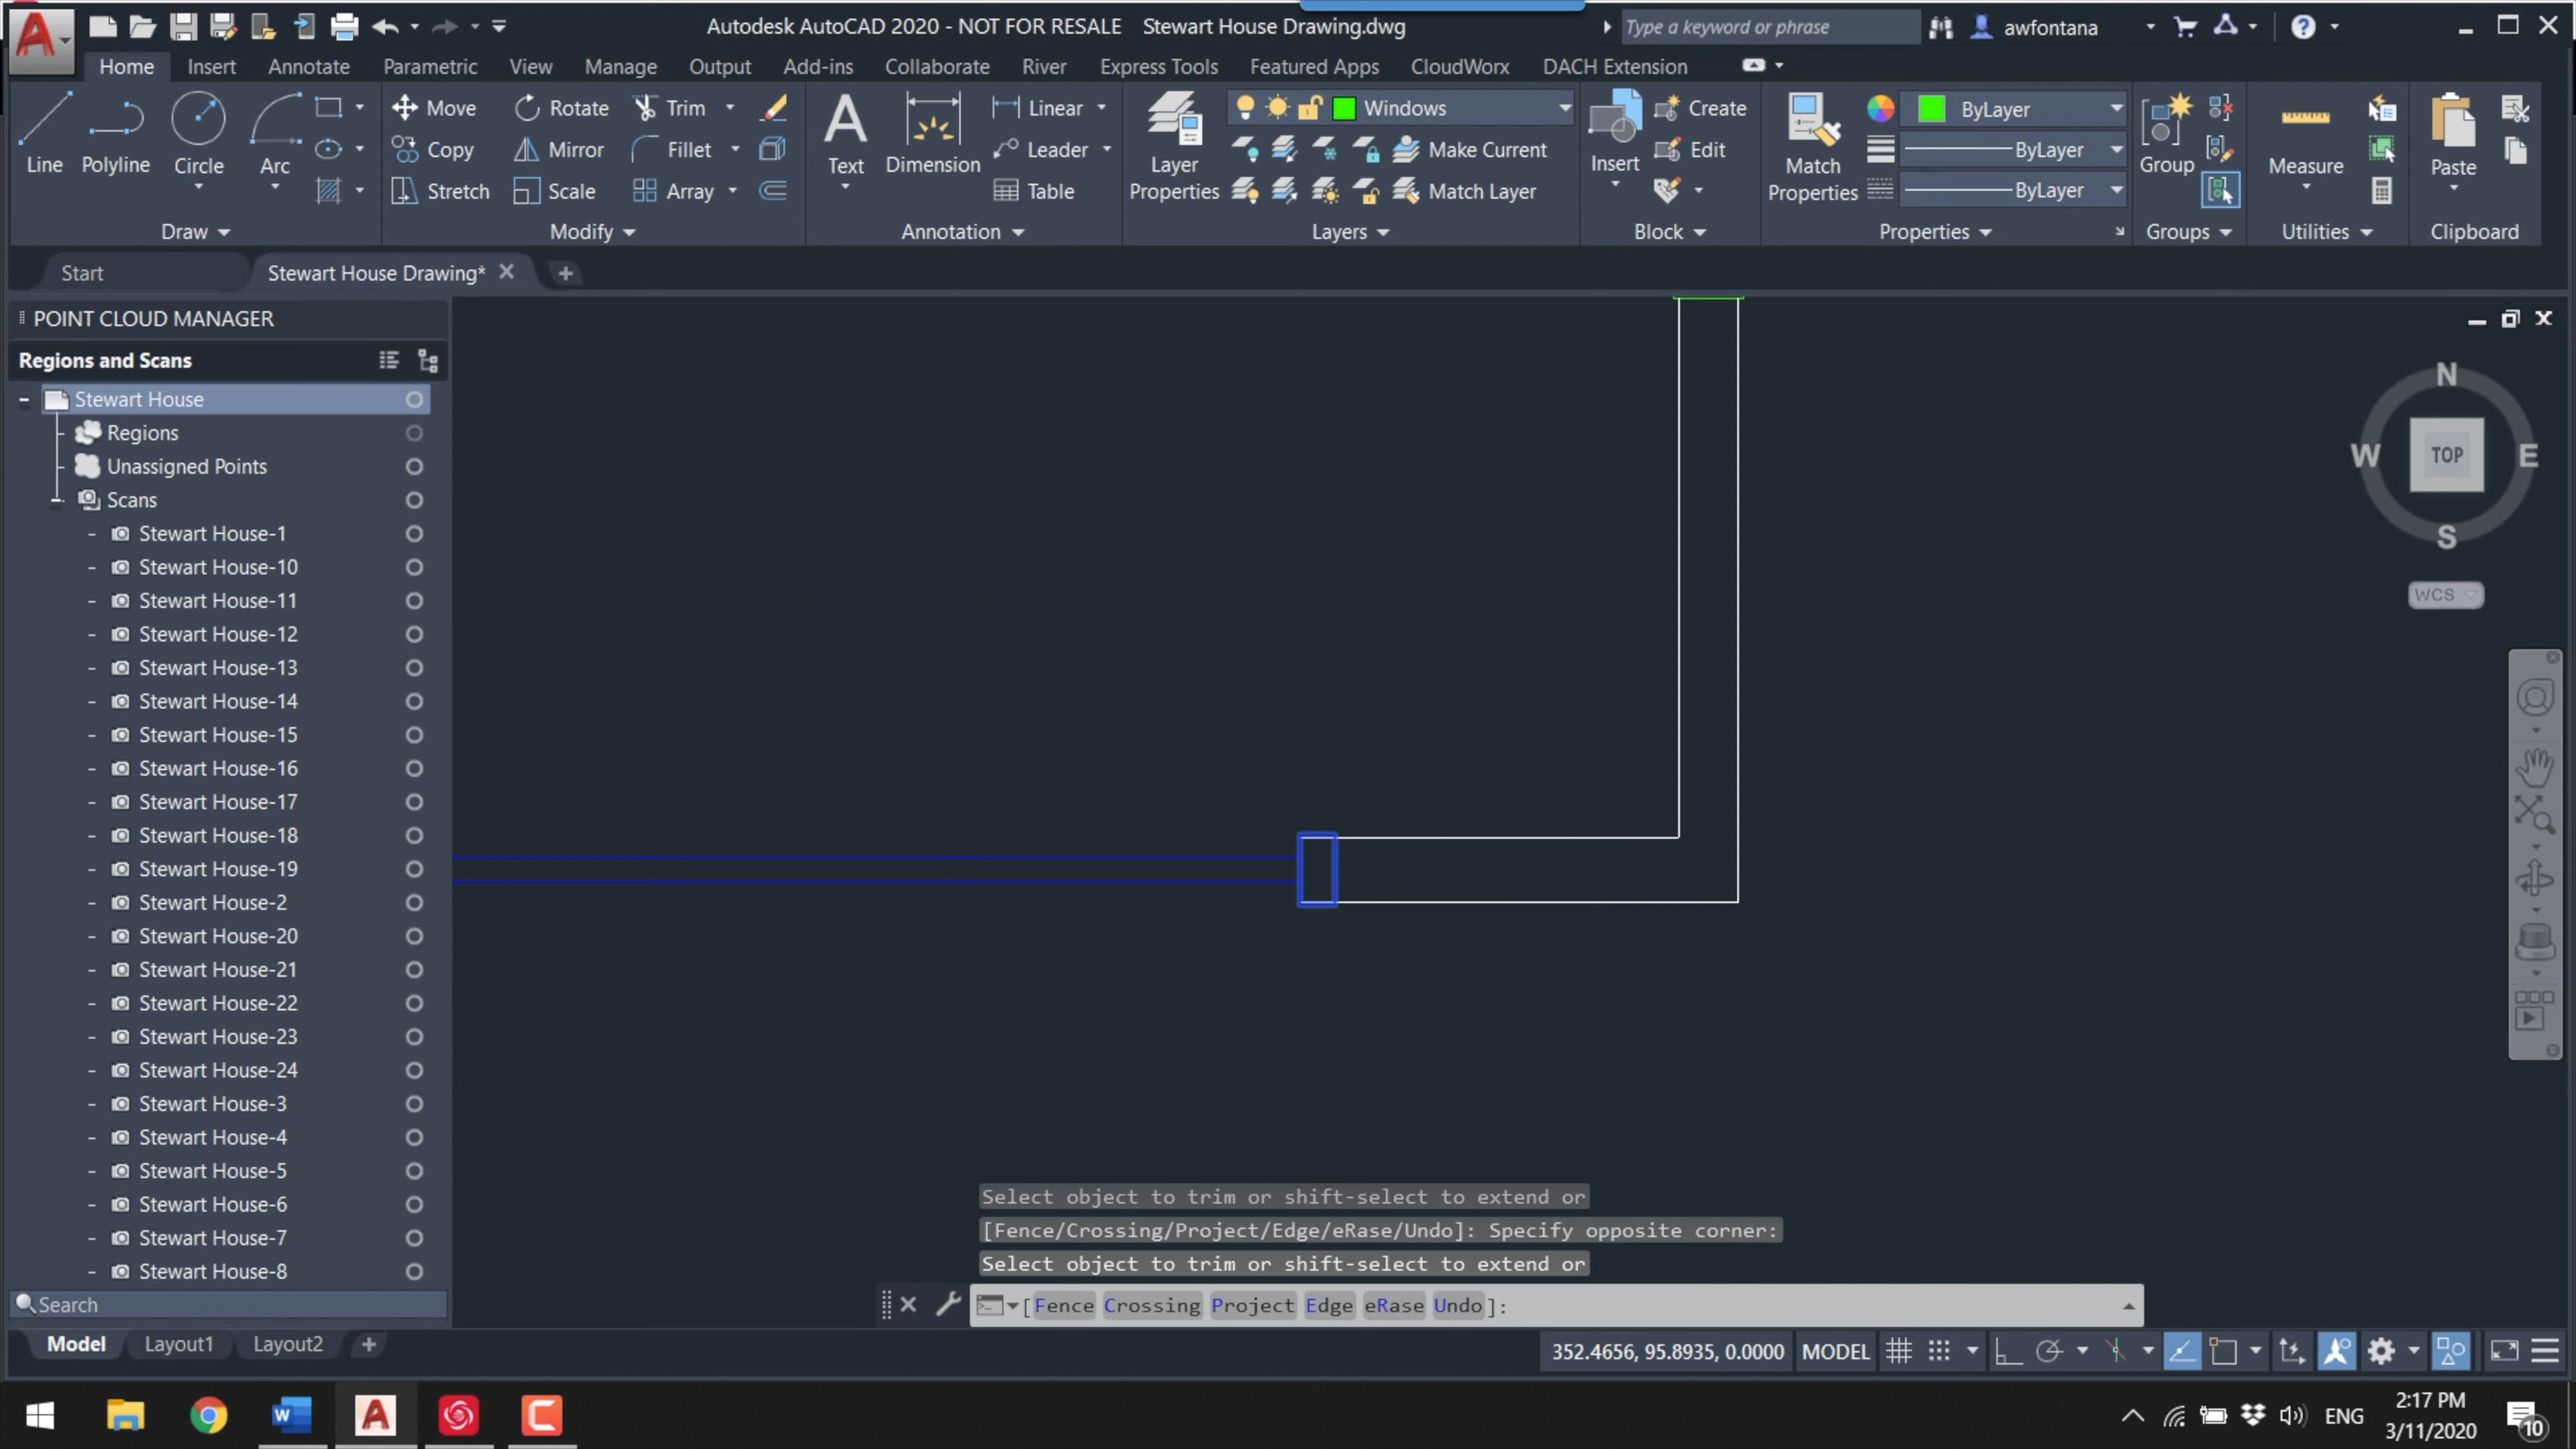 Autodesk AutoCAD 2020 - NOT FOR RESALE Stewart House Drawing.dwg
Type a keyword or phrase
awfontana
Home Insert Annotate Parametric View Manage Output Add-ins Collaborate River Express Tools Featured Apps CloudWorx DACH Extension
Line Polyline Circle Arc
Draw
Move Rotate Trim
Copy Mirror Fillet
Stretch Scale Array
Modify
Text Dimension
Linear
Leader
Table
Annotation
Layer Properties
Windows
Make Current
Match Layer
Layers
Insert
Create
Edit
Block
Match Properties
ByLayer
ByLayer
ByLayer
Properties
Group
Groups
Measure
Utilities
Paste
Clipboard
Start
Stewart House Drawing*
POINT CLOUD MANAGER
Regions and Scans
Stewart House
Regions
Unassigned Points
Scans
Stewart House-1
Stewart House-10
Stewart House-11
Stewart House-12
Stewart House-13
Stewart House-14
Stewart House-15
Stewart House-16
Stewart House-17
Stewart House-18
Stewart House-19
Stewart House-2
Stewart House-20
Stewart House-21
Stewart House-22
Stewart House-23
Stewart House-24
Stewart House-3
Stewart House-4
Stewart House-5
Stewart House-6
Stewart House-7
Stewart House-8
Search
N
W TOP E
S
WCS
Select object to trim or shift-select to extend or
[Fence/Crossing/Project/Edge/eRase/Undo]: Specify opposite corner:
Select object to trim or shift-select to extend or
[Fence Crossing Project Edge eRase Undo]:
Model Layout1 Layout2
352.4656, 95.8935, 0.0000 MODEL
ENG
2:17 PM
3/11/2020
10